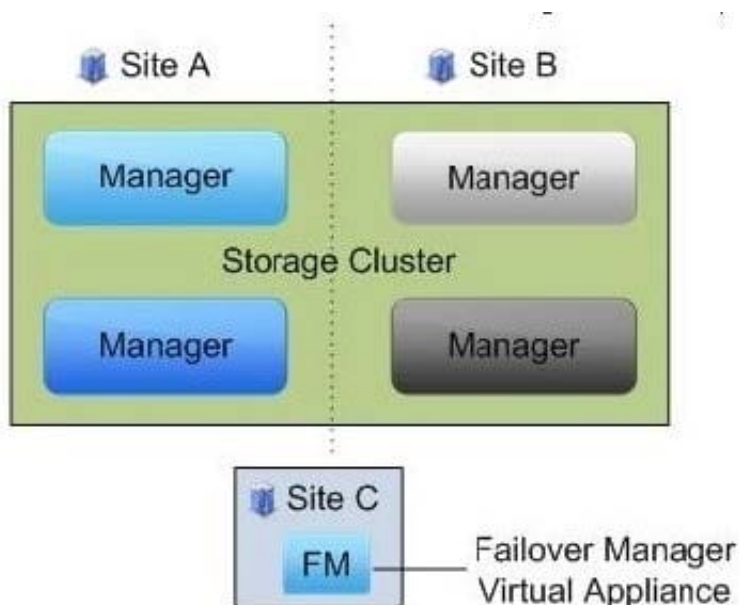 Site A
Site B
Manager
Manager
Storage Cluster
Manager
Manager
Site C
FM
Failover Manager
Virtual Appliance